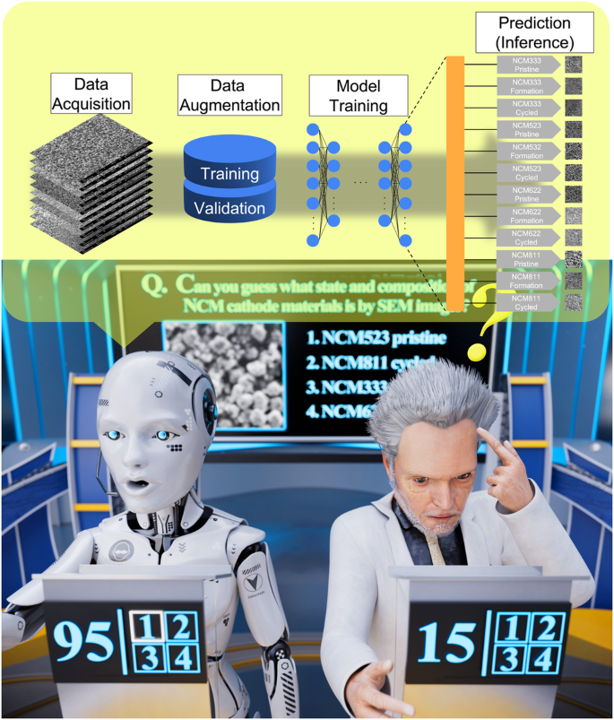 Data
Acquisition
Data
Augmentation
Training
Validation
Model
Training
Prediction
(Inference)
NCM333
Pristine
NCM333
Formation
NCM333
Cycled
NCM523
Pristine
NCM532
Formation
NCM523
Cycled
NCM622
Pristine
NCM622
Formation
NCM622
Cycled
NCM811
Pristine
NCM811
Formation
NCM811
Cycled
Q. Can you guess what state and composition of
NCM cathode materials is by SEM
?
1. NCM523 pristine
2. NCM811 cycled
3. NCM333
4.
95 1 2
3 4
15 1 2
3 4